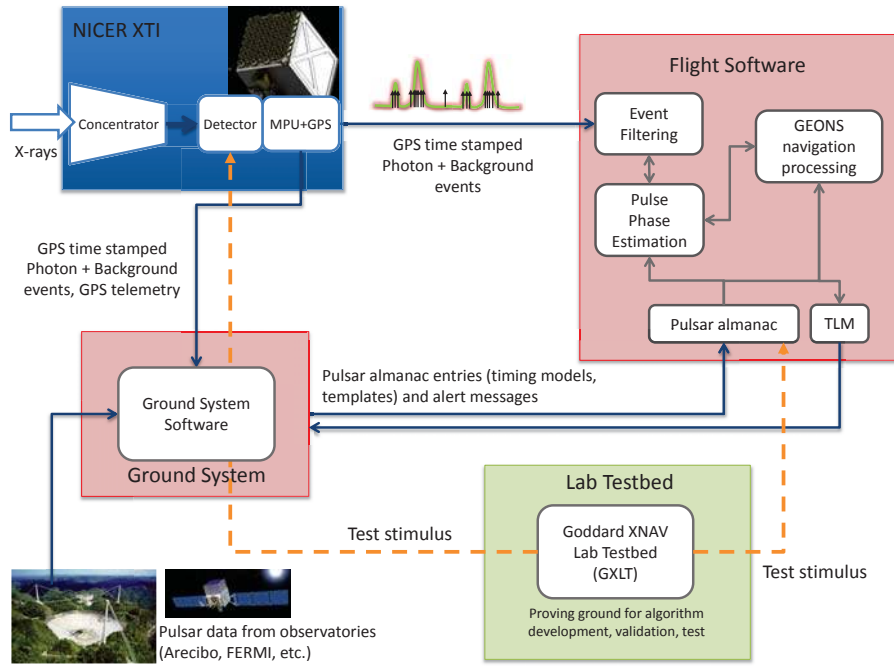 NICER XTI
X-rays
Concentrator
Detector
MPU+GPS
GPS time stamped
Photon + Background
events
Flight Software
Event
Filtering
GEONS
navigation
processing
Pulse
Phase
Estimation
Pulsar almanac
TLM
GPS time stamped
Photon + Background
events, GPS telemetry
Ground System
Software
Ground System
Pulsar almanac entries (timing models,
templates) and alert messages
Lab Testbed
Goddard XNAV
Lab Testbed
(GXLT)
Proving ground for algorithm
development, validation, test
Test stimulus
Test stimulus
Pulsar data from observatories
(Arecibo, FERMI, etc.)